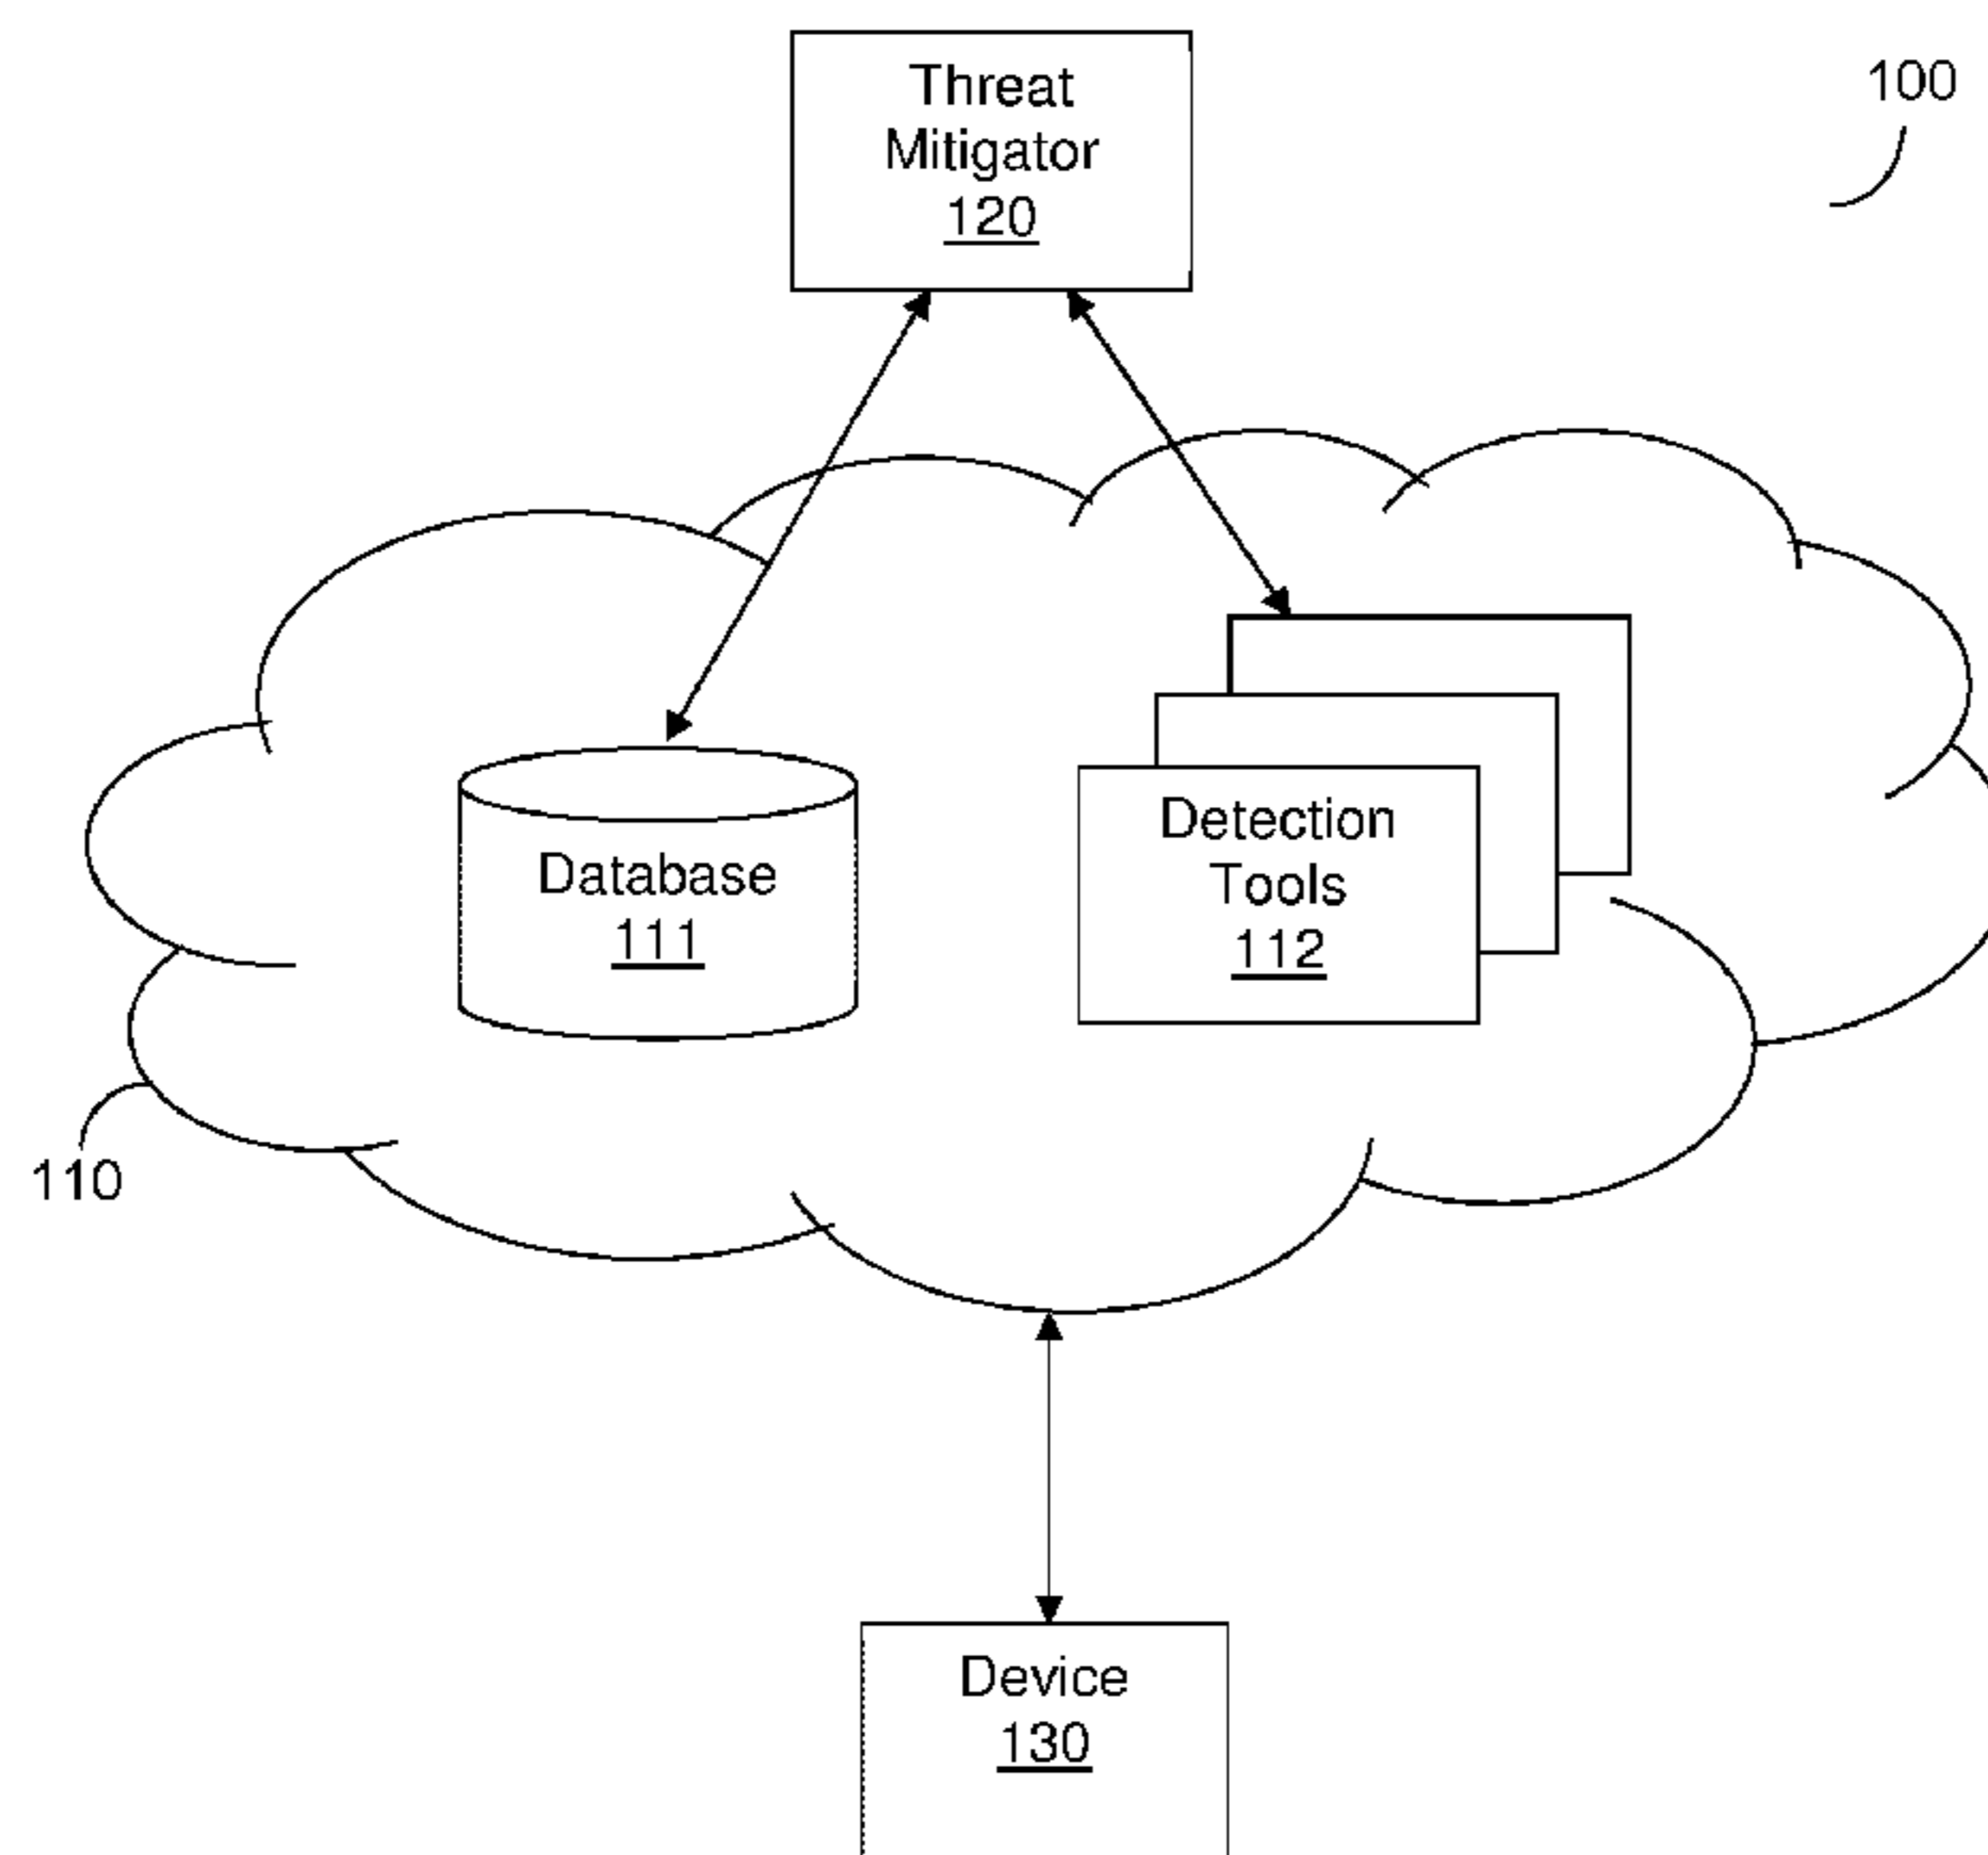 Threat
Mitigator
120
100
Database
111
Detection
Tools
112
110
Device
130